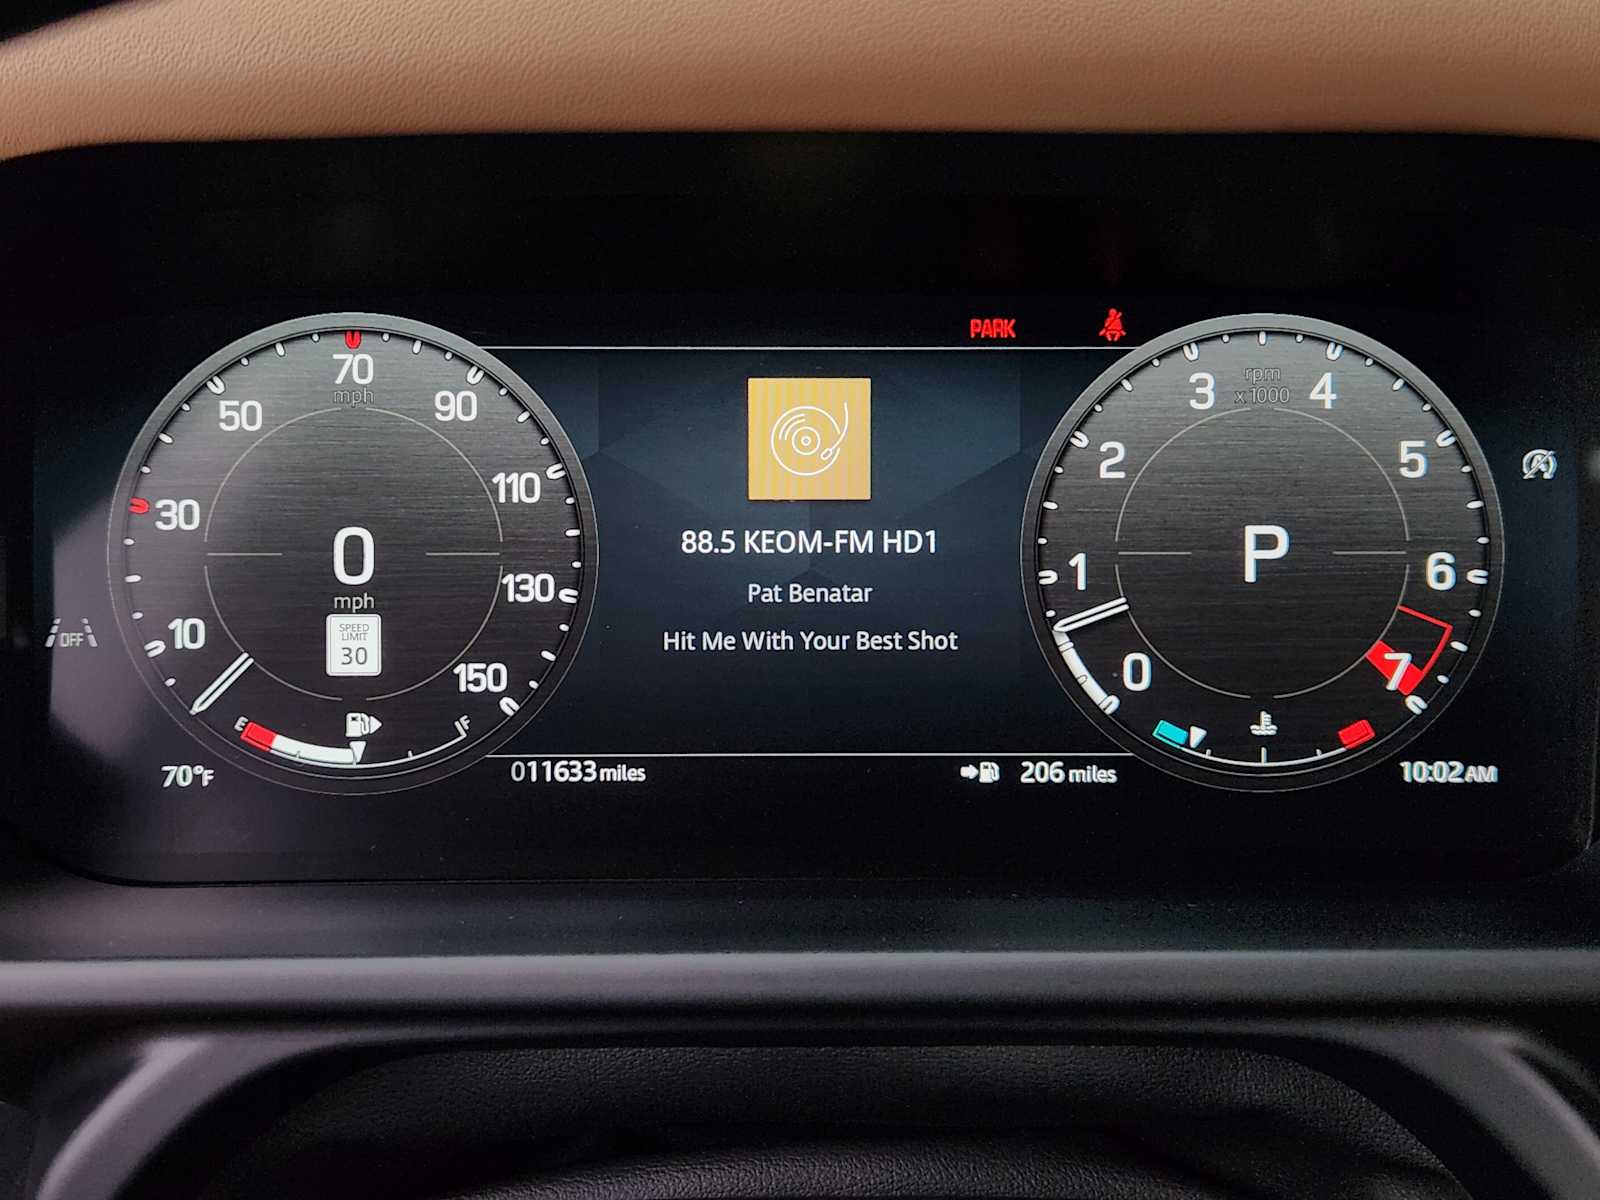 PARK
70
mph
50
90
30
110
10
130
150
0
mph
SPEED
LIMIT
30
E
F
OFF
70°F
88.5 KEOM-FM HD1
Pat Benatar
Hit Me With Your Best Shot
011633 miles
206 miles
rpm
x1000
3
4
2
5
1
6
0
7
P
A
10:02 AM